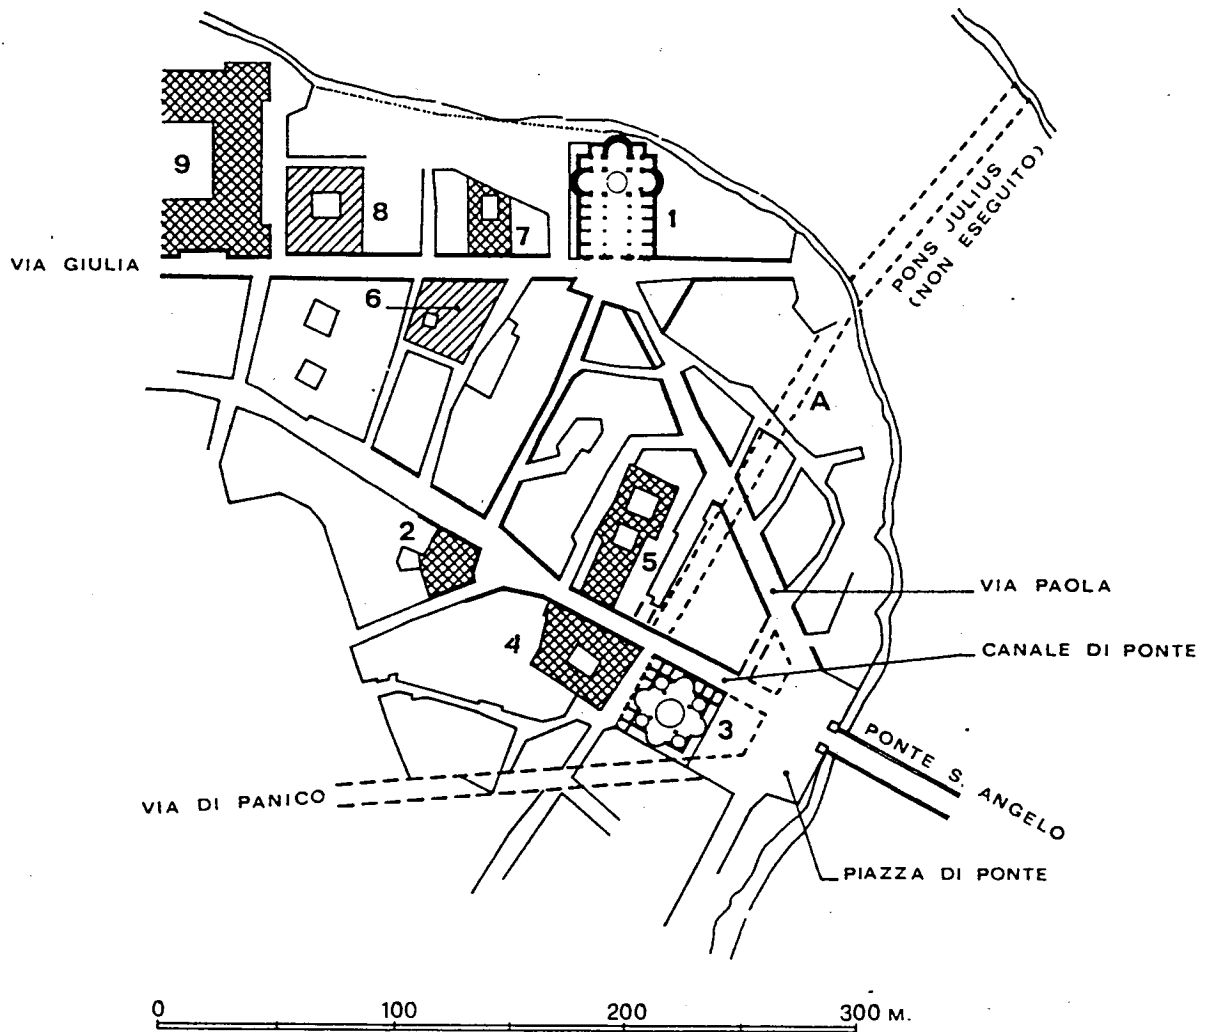 9
8
7
1
PONS JULIUS
(NON ESEGUITO)
VIA GIULIA
6
A
2
5
VIA PAOLA
4
CANALE DI PONTE
3
PONTE S. ANGELO
VIA DI PANICO
PIAZZA DI PONTE
0 100 200 300 M.